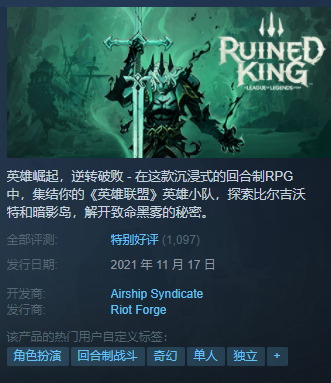 RUINED
KING
A LEAGUE OF LEGENDS STORY
英雄崛起，逆转破败 - 在这款沉浸式的回合制RPG
中，集结你的《英雄联盟》英雄小队，探索比尔吉沃
特和暗影岛，解开致命黑雾的秘密。
全部评测: 特别好评 (1,097)
发行日期: 2021 年 11 月 17 日
开发商: Airship Syndicate
发行商: Riot Forge
该产品的热门用户自定义标签：
角色扮演 回合制战斗 奇幻 单人 独立 +